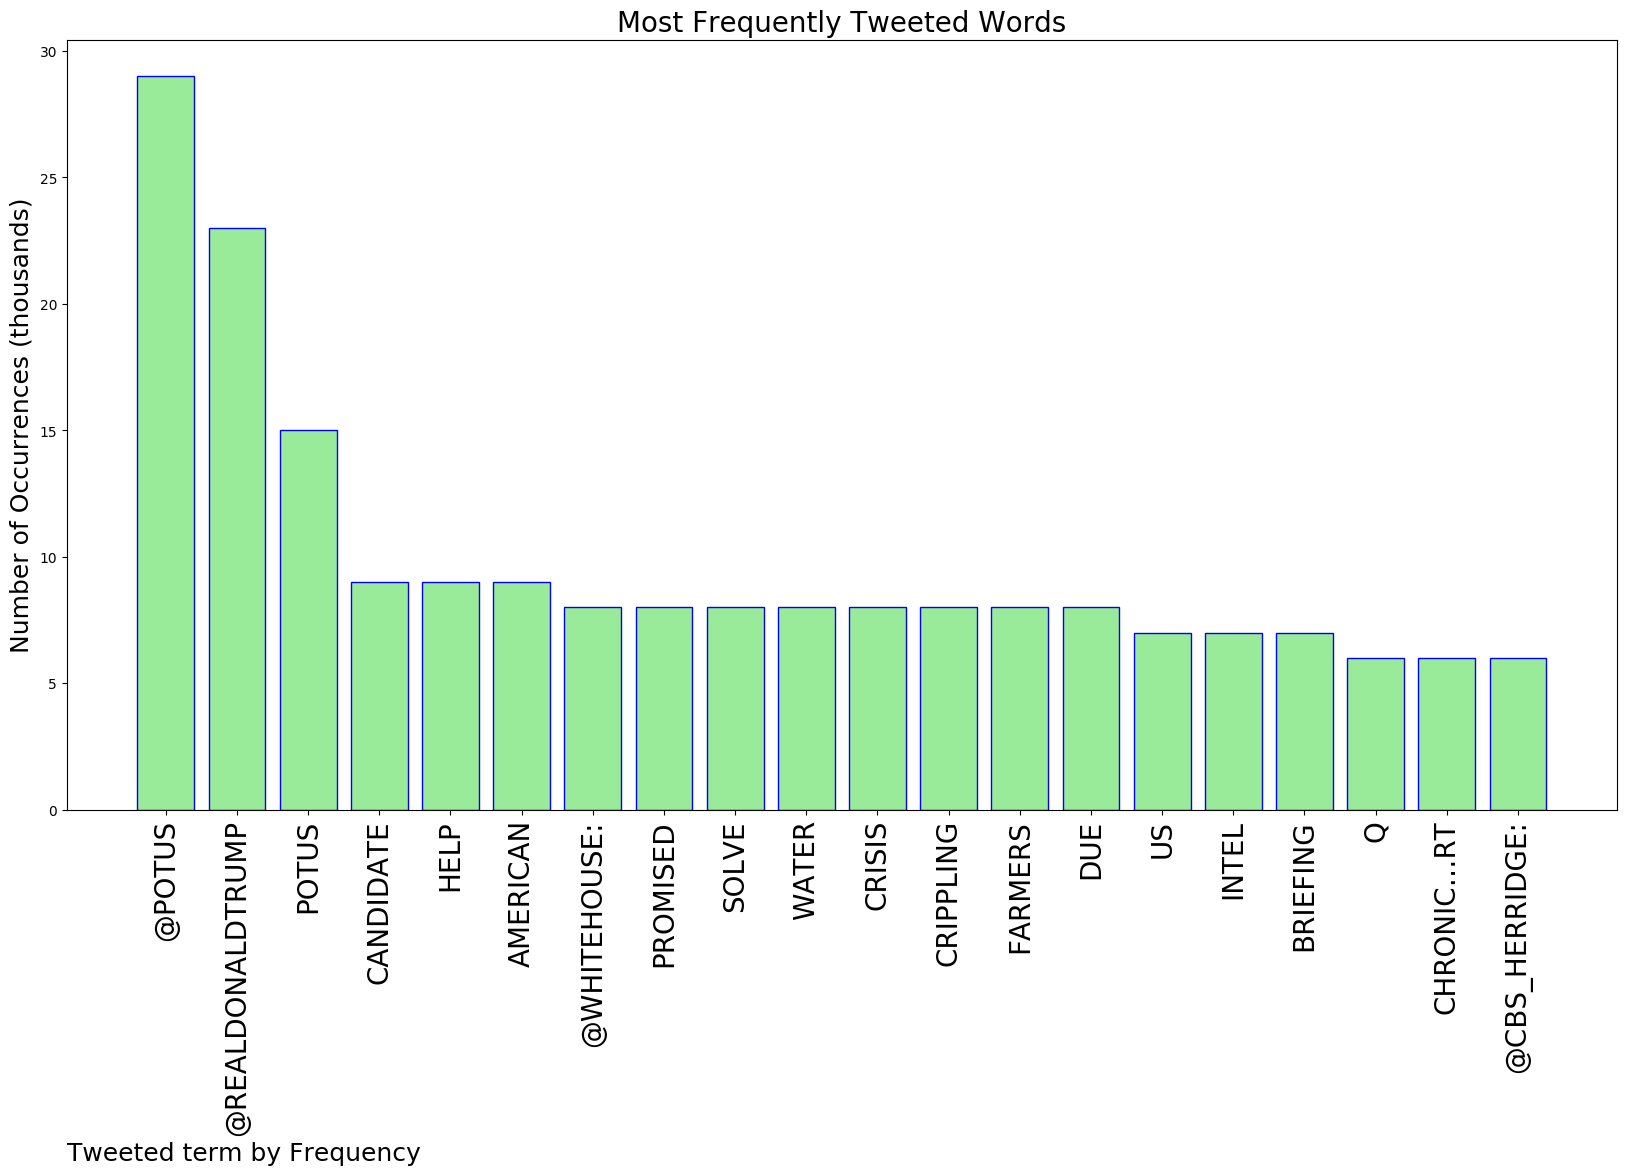 Most Frequently Tweeted Words
Number of Occurrences (thousands)
30
25
20
15
10
5
0
@POTUS
@REALDONALDTRUMP
POTUS
CANDIDATE
HELP
AMERICAN
@WHITEHOUSE:
PROMISED
SOLVE
WATER
CRISIS
CRIPPLING
FARMERS
DUE
US
INTEL
BRIEFING
Q
CHRONIC….RT
@CBS_HERRIDGE:
Tweeted term by Frequency